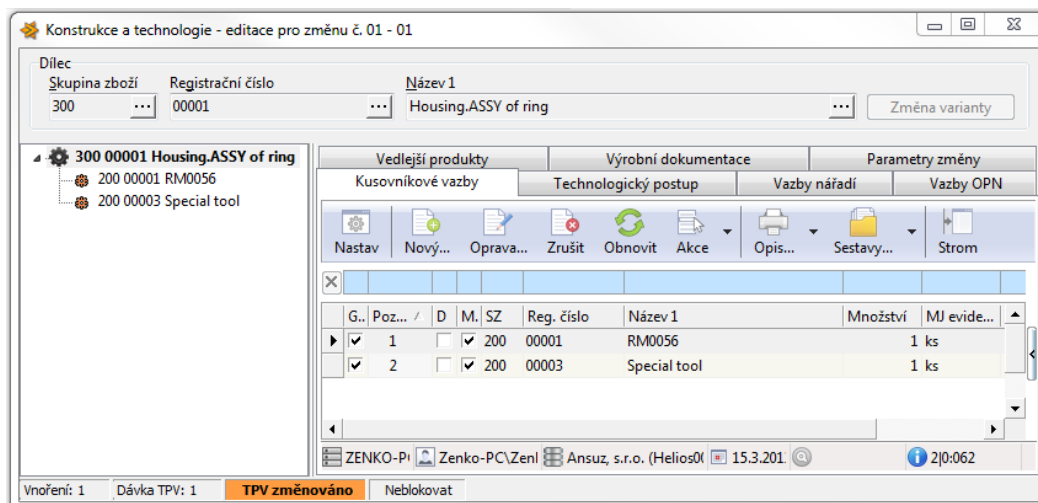 Konstrukce a technologie - editace pro změnu č. 01 - 01
Dílec
Skupina zboží Registrační číslo Název 1
300 ... 00001 ... Housing.ASSY of ring ... Změna varianty
300 00001 Housing.ASSY of ring
200 00001 RM0056
200 00003 Special tool
Vedlejší produkty Výrobní dokumentace Parametry změny
Kusovníkové vazby Technologický postup Vazby nářadí Vazby OPN
Nastav Nový... Oprava... Zrušit Obnovit Akce Opis... Sestavy... Strom
G.. Poz... D M. SZ Reg. číslo Název 1 Množství MJ evide...
1 200 00001 RM0056 1 ks
2 200 00003 Special tool 1 ks
ZENKO-P Zenko-PC\Zen Ansuz, s.r.o. (Helios0 15.3.201 2|0:062
Vnoření: 1 Dávka TPV: 1 TPV změnováno Neblokovat